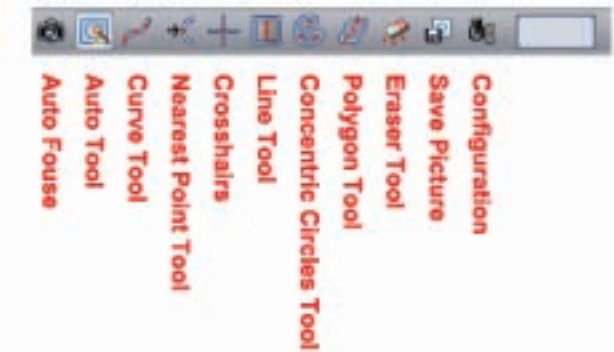 Auto Fouse
Auto Tool
Curve Tool
Nearest Point Tool
Crosshairs
Line Tool
Concentric Circles Tool
Polygon Tool
Eraser Tool
Save Picture
Configuration